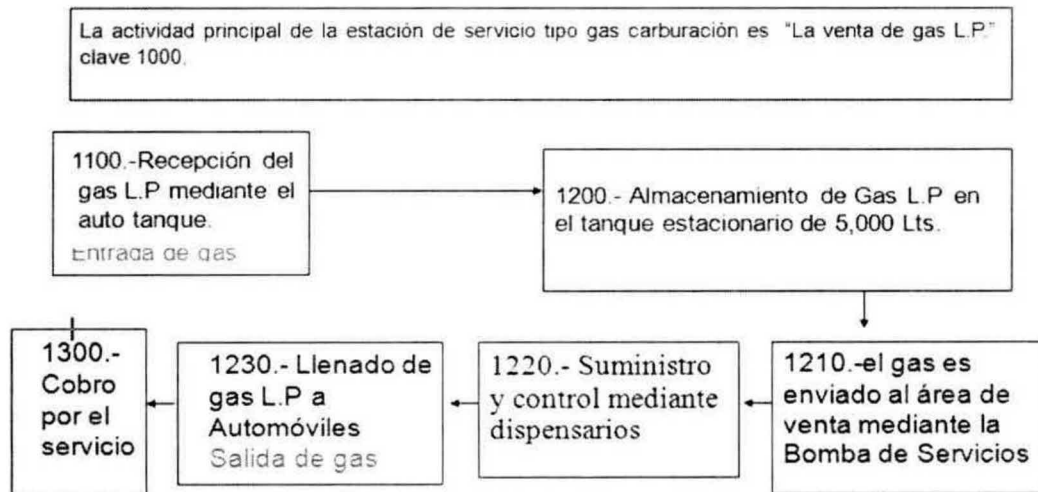 La actividad principal de la estación de servicio tipo gas carburación es "La venta de gas L.P."
clave 1000.
1100.-Recepción del
gas L.P mediante el
auto tanque.
Entrada de gas
1200.- Almacenamiento de Gas L.P en
el tanque estacionario de 5,000 Lts.
1300.-
Cobro
por el
servicio
1230.- Llenado de
gas L.P a
Automóviles
Salida de gas
1220.- Suministro
y control mediante
dispensarios
1210.-el gas es
enviado al área de
venta mediante la
Bomba de Servicios